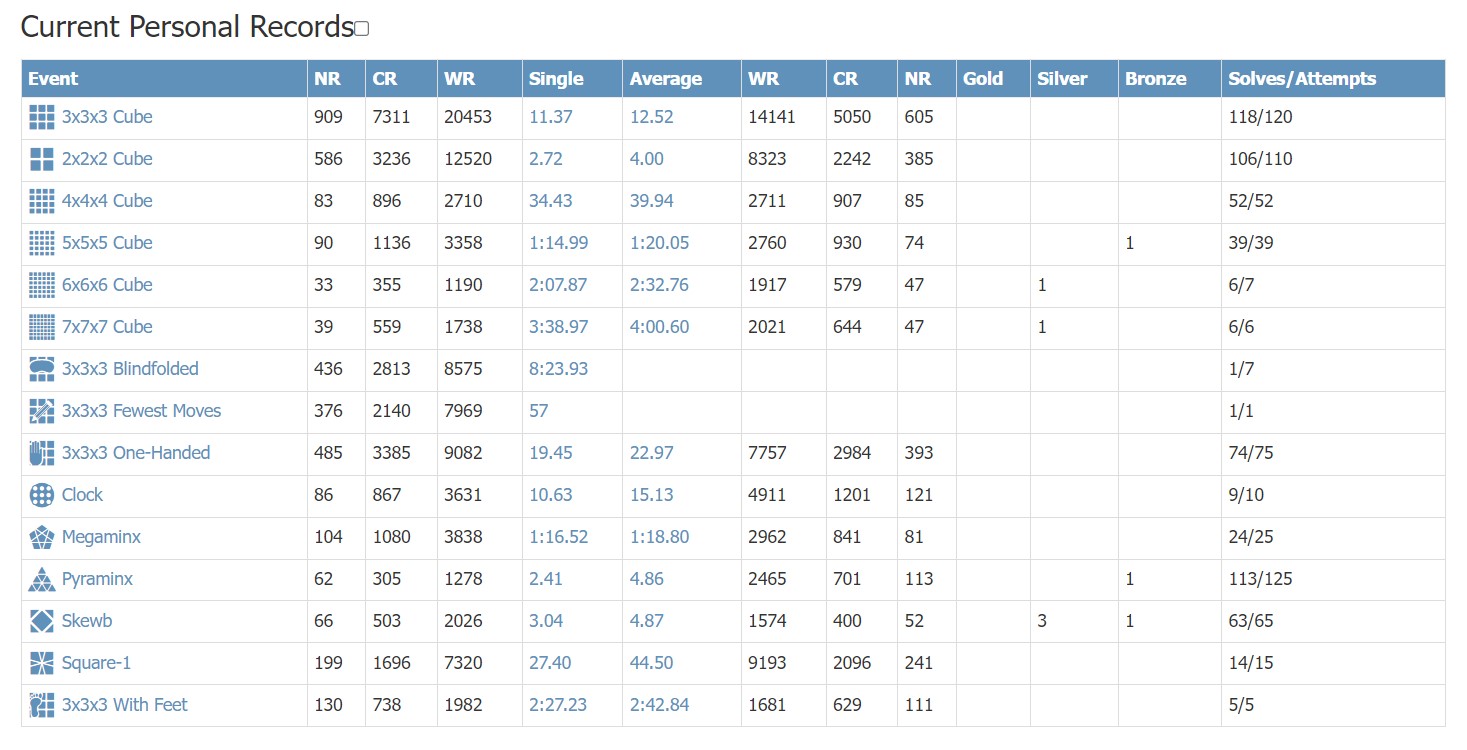 Current Personal Records
Event NR CR WR Single Average WR CR NR Gold Silver Bronze Solves/Attempts
3x3x3 Cube 909 7311 20453 11.37 12.52 14141 5050 605 118/120
2x2x2 Cube 586 3236 12520 2.72 4.00 8323 2242 385 106/110
4x4x4 Cube 83 896 2710 34.43 39.94 2711 907 85 52/52
5x5x5 Cube 90 1136 3358 1:14.99 1:20.05 2760 930 74 1 39/39
6x6x6 Cube 33 355 1190 2:07.87 2:32.76 1917 579 47 1 6/7
7x7x7 Cube 39 559 1738 3:38.97 4:00.60 2021 644 47 1 6/6
3x3x3 Blindfolded 436 2813 8575 8:23.93 1/7
3x3x3 Fewest Moves 376 2140 7969 57 1/1
3x3x3 One-Handed 485 3385 9082 19.45 22.97 7757 2984 393 74/75
Clock 86 867 3631 10.63 15.13 4911 1201 121 9/10
Megaminx 104 1080 3838 1:16.52 1:18.80 2962 841 81 24/25
Pyraminx 62 305 1278 2.41 4.86 2465 701 113 1 113/125
Skewb 66 503 2026 3.04 4.87 1574 400 52 3 1 63/65
Square-1 199 1696 7320 27.40 44.50 9193 2096 241 14/15
3x3x3 With Feet 130 738 1982 2:27.23 2:42.84 1681 629 111 5/5